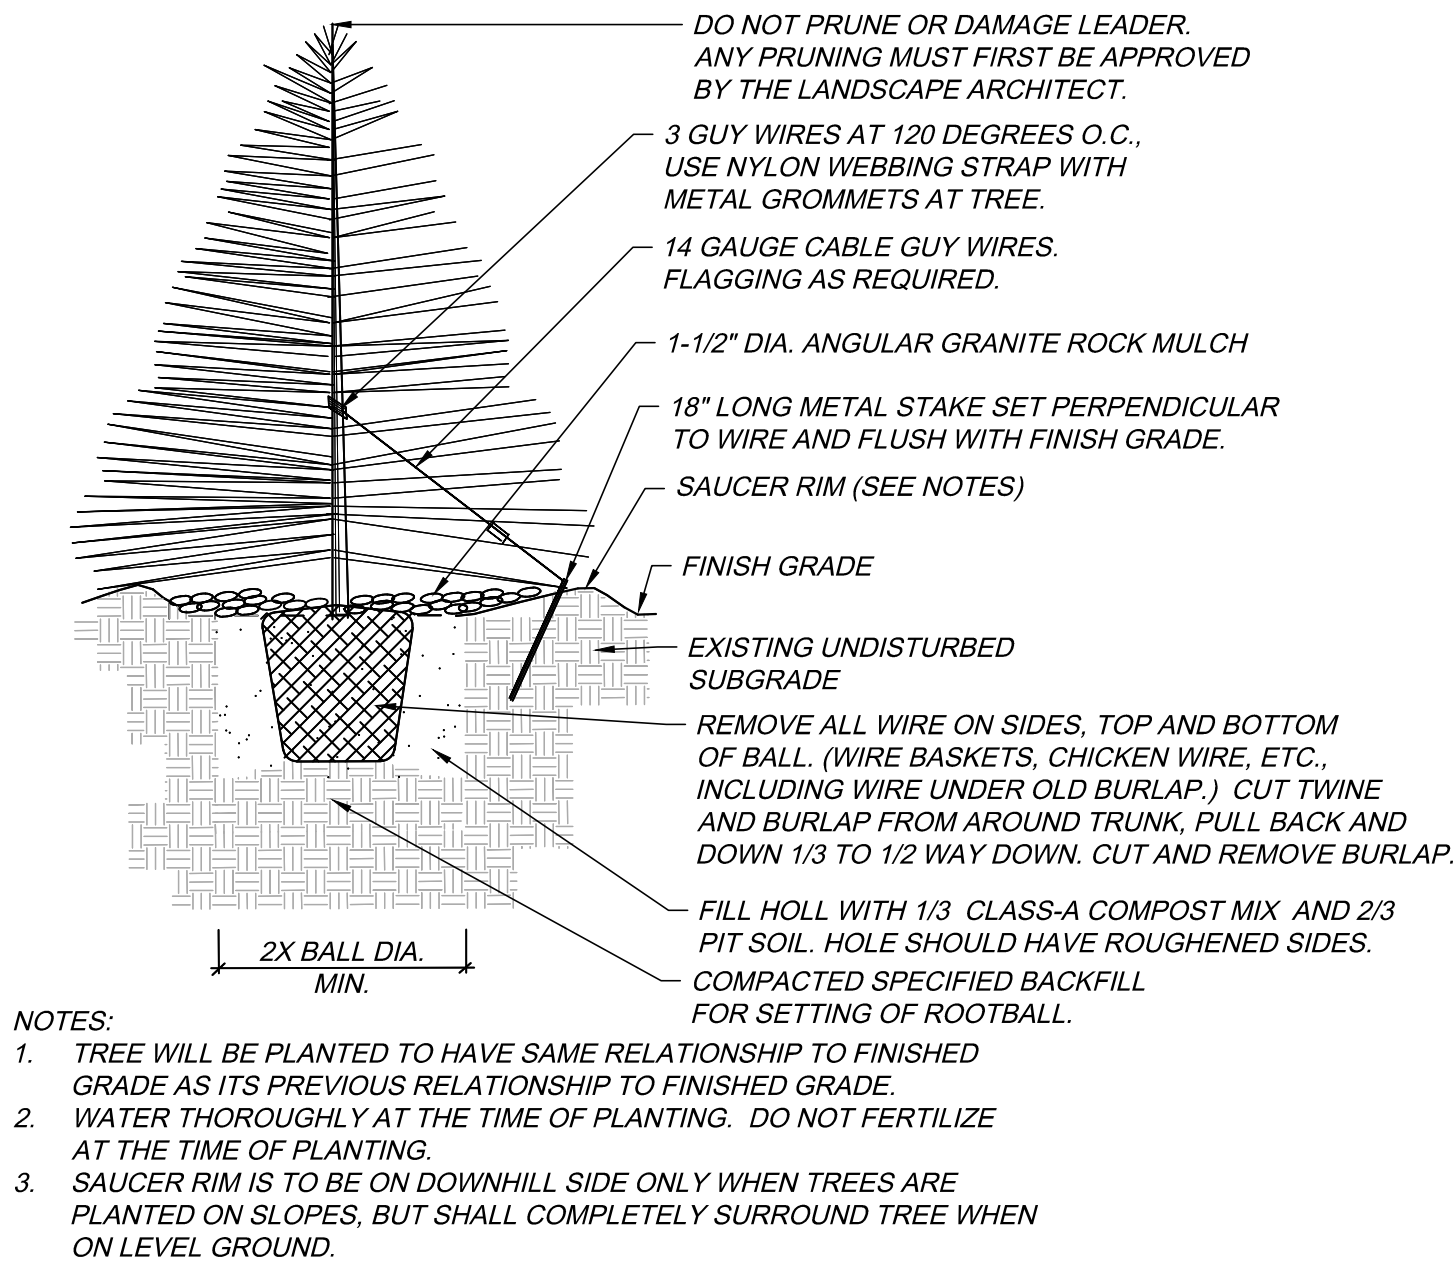 DO NOT PRUNE OR DAMAGE LEADER.
ANY PRUNING MUST FIRST BE APPROVED
BY THE LANDSCAPE ARCHITECT.
3 GUY WIRES AT 120 DEGREES O.C.,
USE NYLON WEBBING STRAP WITH
METAL GROMMETS AT TREE.
14 GAUGE CABLE GUY WIRES.
FLAGGING AS REQUIRED.
1-1/2" DIA. ANGULAR GRANITE ROCK MULCH
18" LONG METAL STAKE SET PERPENDICULAR
TO WIRE AND FLUSH WITH FINISH GRADE.
SAUCER RIM (SEE NOTES)
FINISH GRADE
EXISTING UNDISTURBED
SUBGRADE
REMOVE ALL WIRE ON SIDES, TOP AND BOTTOM
OF BALL. (WIRE BASKETS, CHICKEN WIRE, ETC.,
INCLUDING WIRE UNDER OLD BURLAP.) CUT TWINE
AND BURLAP FROM AROUND TRUNK, PULL BACK AND
DOWN 1/3 TO 1/2 WAY DOWN. CUT AND REMOVE BURLAP.
FILL HOLL WITH 1/3 CLASS-A COMPOST MIX AND 2/3
PIT SOIL. HOLE SHOULD HAVE ROUGHENED SIDES.
COMPACTED SPECIFIED BACKFILL
FOR SETTING OF ROOTBALL.
2X BALL DIA.
MIN.
NOTES:
1. TREE WILL BE PLANTED TO HAVE SAME RELATIONSHIP TO FINISHED
GRADE AS ITS PREVIOUS RELATIONSHIP TO FINISHED GRADE.
2. WATER THOROUGHLY AT THE TIME OF PLANTING. DO NOT FERTILIZE
AT THE TIME OF PLANTING.
3. SAUCER RIM IS TO BE ON DOWNHILL SIDE ONLY WHEN TREES ARE
PLANTED ON SLOPES, BUT SHALL COMPLETELY SURROUND TREE WHEN
ON LEVEL GROUND.